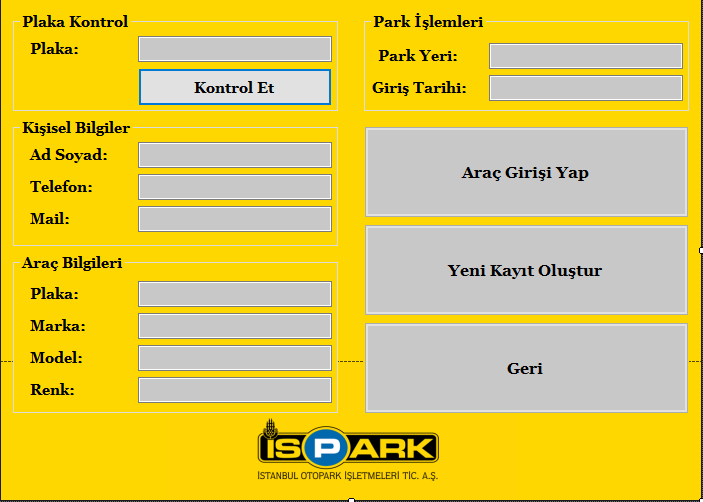 Plaka Kontrol
Plaka:
Kontrol Et
Kişisel Bilgiler
Ad Soyad:
Telefon:
Mail:
Araç Bilgileri
Plaka:
Marka:
Model:
Renk:
Park İşlemleri
Park Yeri:
Giriş Tarihi:
Araç Girişi Yap
Yeni Kayıt Oluştur
Geri
İSPARK
İSTANBUL OTOPARK İŞLETMELERİ TİC. A.Ş.